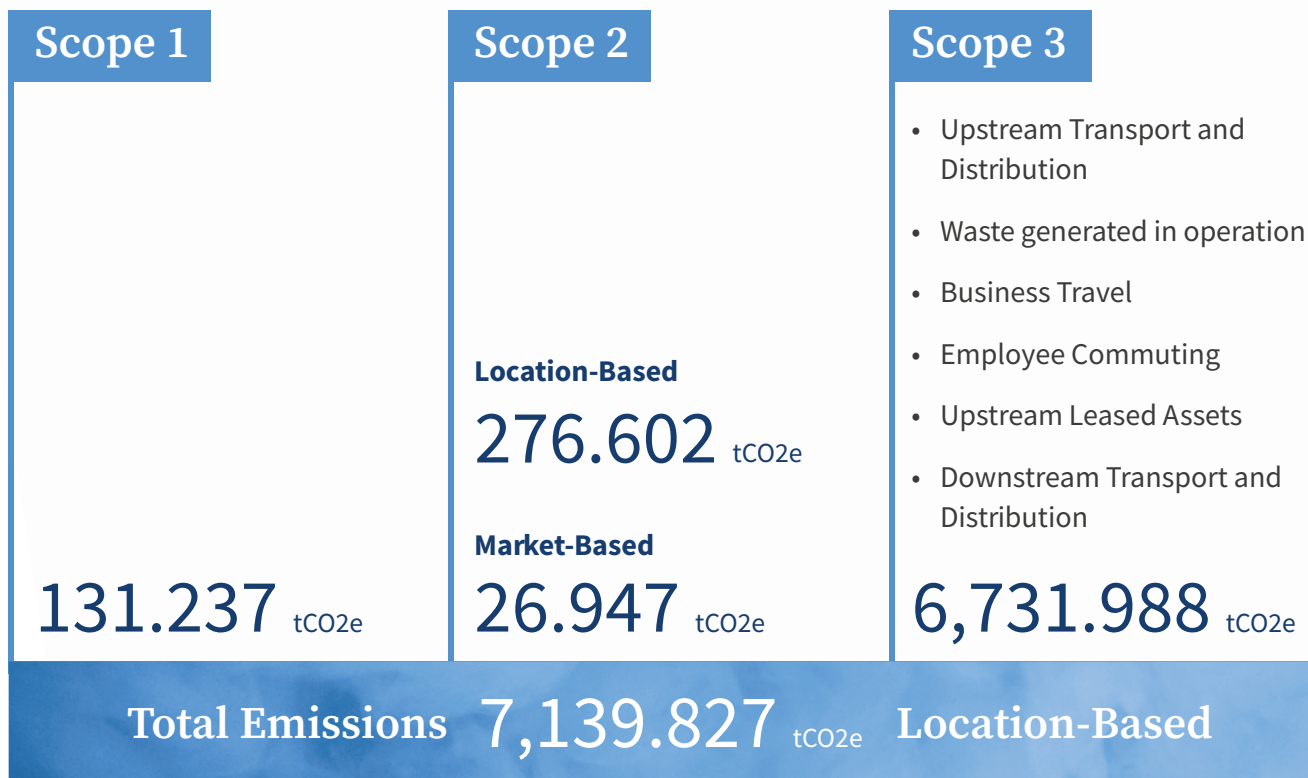 Scope 1
131.237 tCO2e
Scope 2
Location-Based
276.602 tCO2e
Market-Based
26.947 tCO2e
Scope 3
• Upstream Transport and
Distribution
• Waste generated in operation
• Business Travel
• Employee Commuting
• Upstream Leased Assets
• Downstream Transport and
Distribution
6,731.988 tCO2e
Total Emissions 7,139.827 tCO2e Location-Based